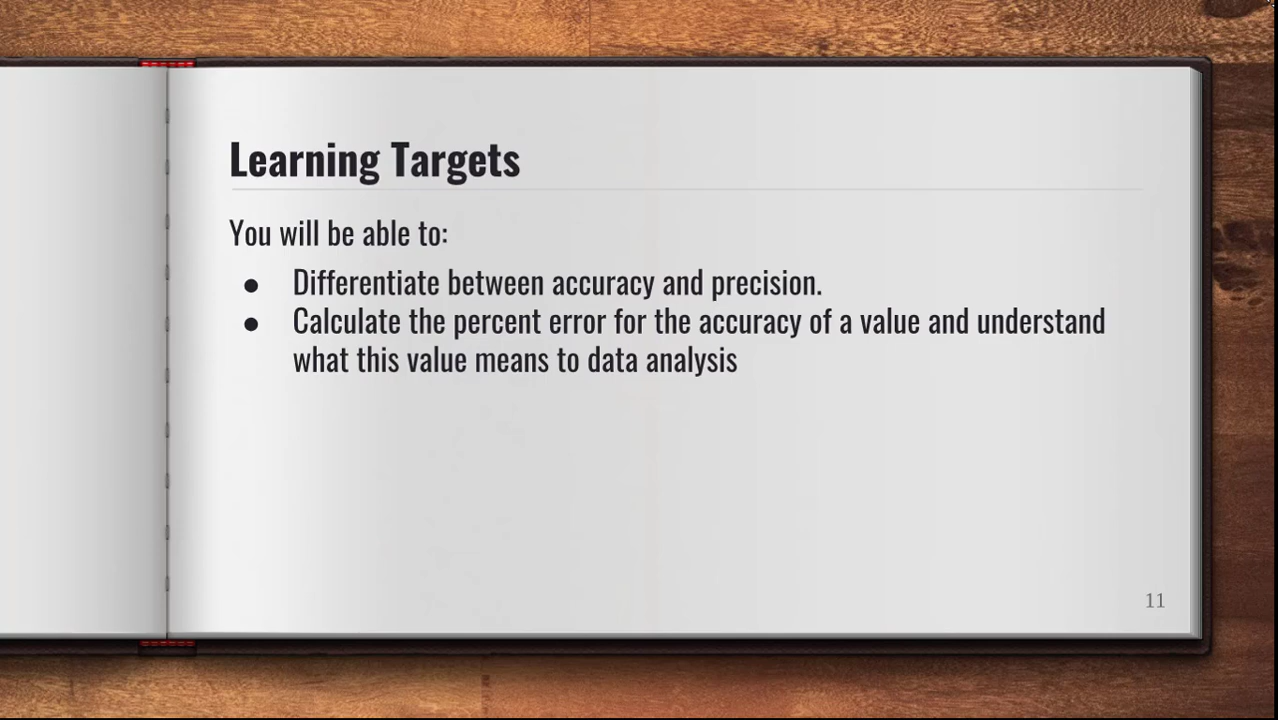 Learning Targets
You will be able to:
● Differentiate between accuracy and precision.
● Calculate the percent error for the accuracy of a value and understand
what this value means to data analysis
11